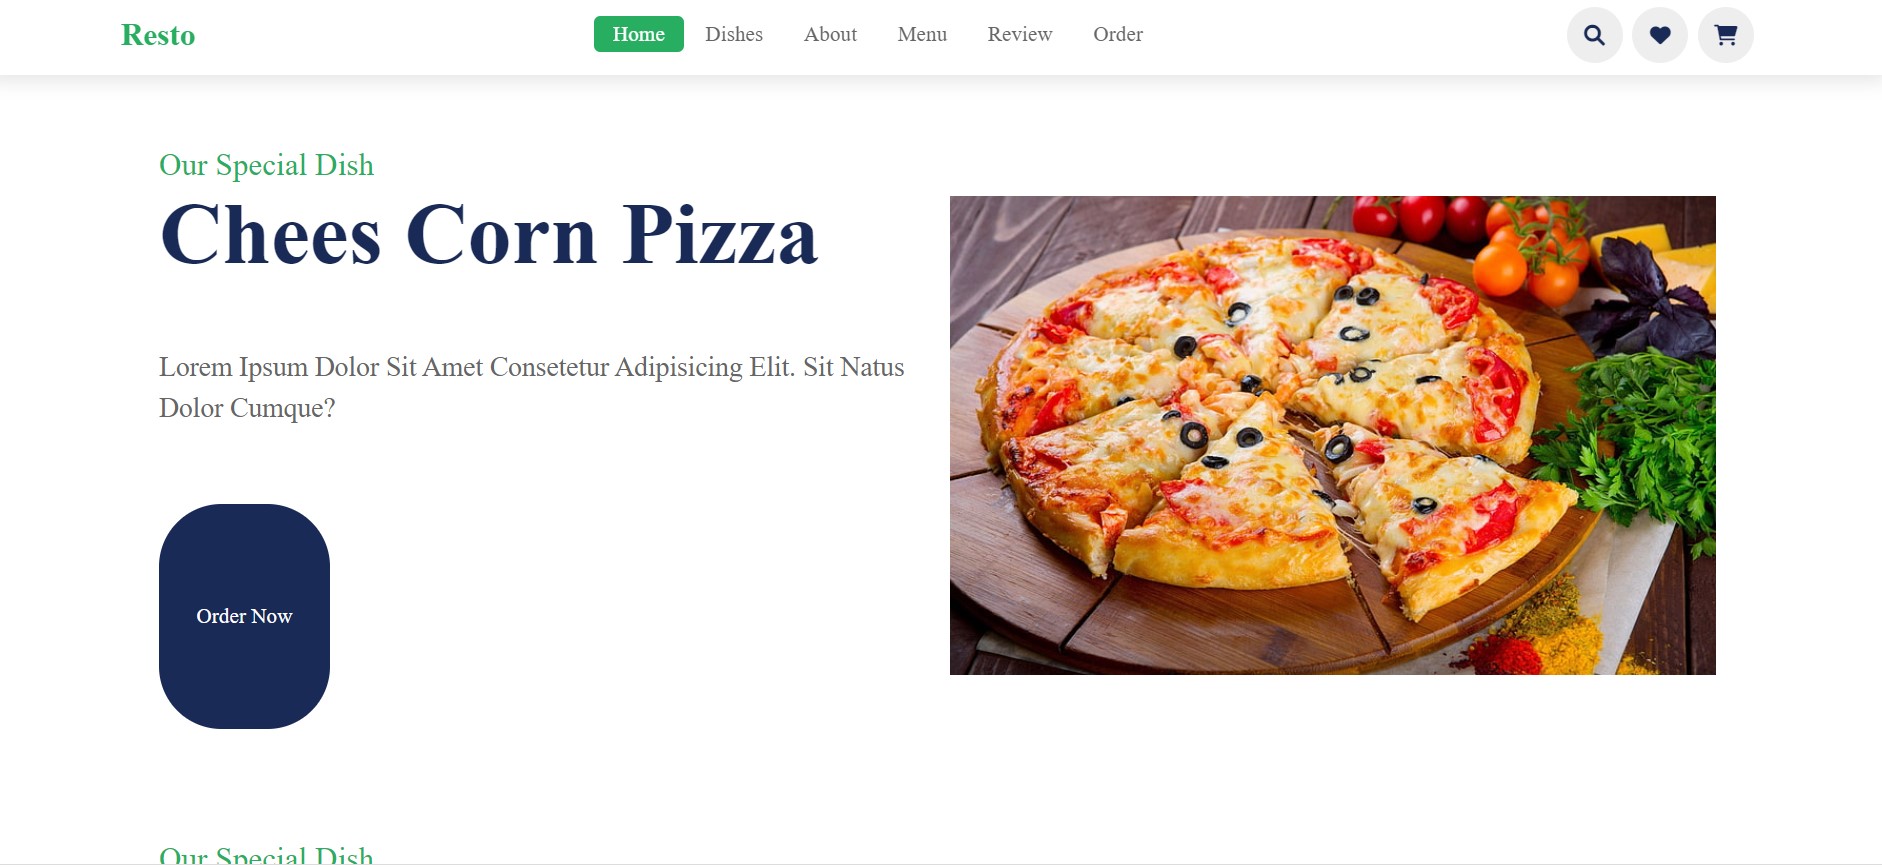 Resto
Home
Dishes
About
Menu
Review
Order
Our Special Dish
Chees Corn Pizza
Lorem Ipsum Dolor Sit Amet Consetetur Adipisicing Elit. Sit Natus
Dolor Cumque?
Order Now
Our Special Dish